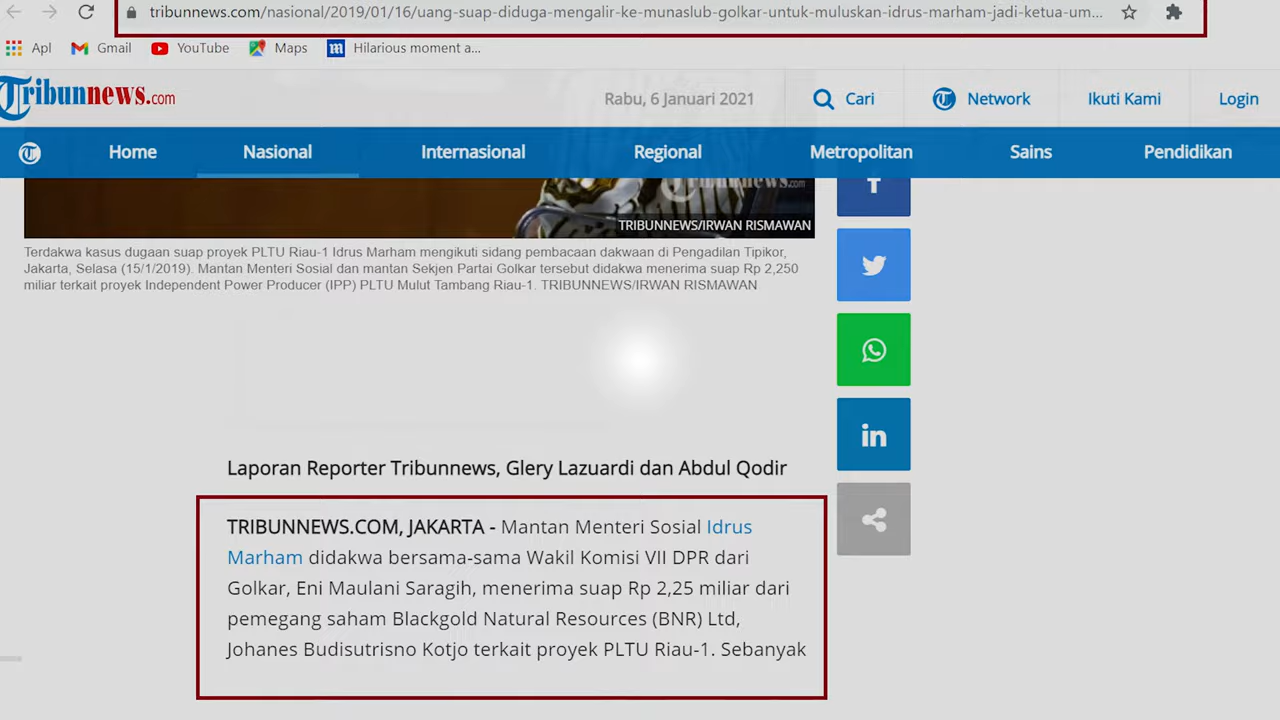 tribunnews.com/nasional/2019/01/16/uang-suap-diduga-mengalir-ke-munaslub-golkar-untuk-muluskan-idrus-marham-jadi-ketua-um...
Apl Gmail YouTube Maps Hilarious moment a...
Tribunnews.com Rabu, 6 Januari 2021 Cari Network Ikuti Kami Login
Home Nasional Internasional Regional Metropolitan Sains Pendidikan
Tribunnews.com
TRIBUNNEWS/IRWAN RISMAWAN
Terdakwa kasus dugaan suap proyek PLTU Riau-1 Idrus Marham mengikuti sidang pembacaan dakwaan di Pengadilan Tipikor,
Jakarta, Selasa (15/1/2019). Mantan Menteri Sosial dan mantan Sekjen Partai Golkar tersebut didakwa menerima suap Rp 2,250
miliar terkait proyek Independent Power Producer (IPP) PLTU Mulut Tambang Riau-1. TRIBUNNEWS/IRWAN RISMAWAN
Laporan Reporter Tribunnews, Glery Lazuardi dan Abdul Qodir
TRIBUNNEWS.COM, JAKARTA - Mantan Menteri Sosial Idrus
Marham didakwa bersama-sama Wakil Komisi VII DPR dari
Golkar, Eni Maulani Saragih, menerima suap Rp 2,25 miliar dari
pemegang saham Blackgold Natural Resources (BNR) Ltd,
Johanes Budisutrisno Kotjo terkait proyek PLTU Riau-1. Sebanyak